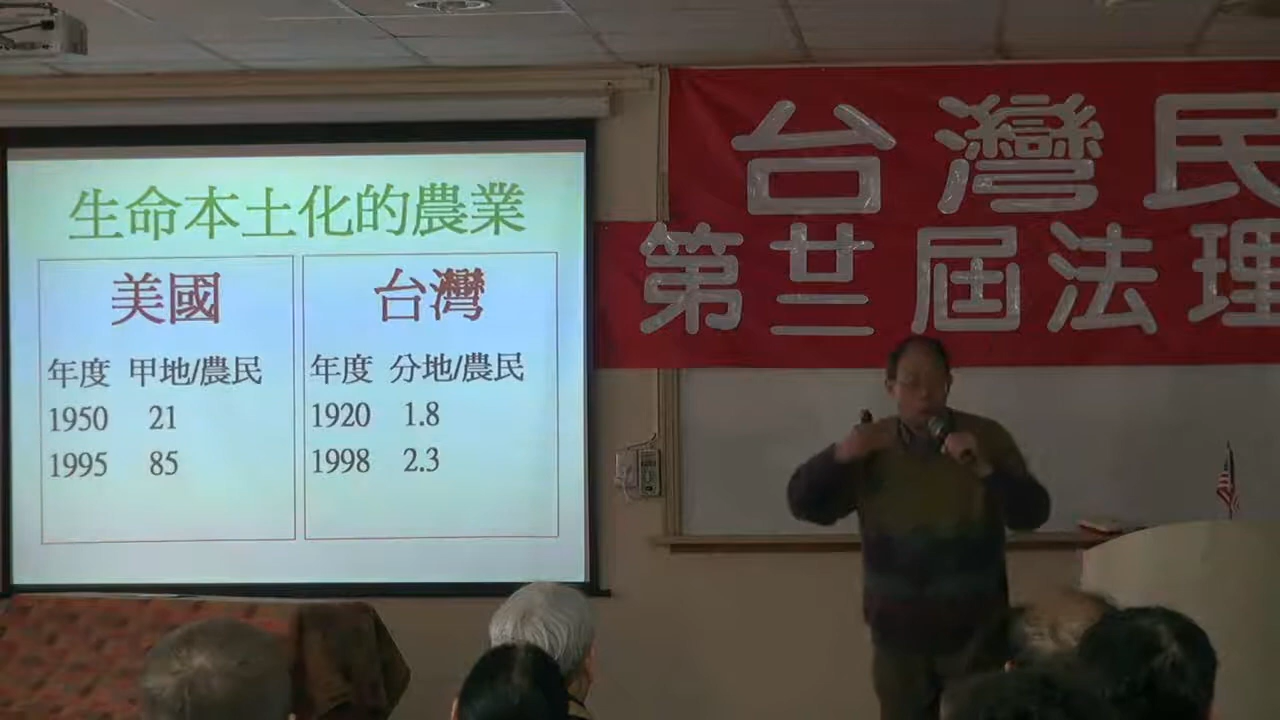 生命本土化的農業
美國
年度 甲地/農民
1950 21
1995 85
台灣
年度 分地/農民
1920 1.8
1998 2.3
台灣民
第廿二屆法理